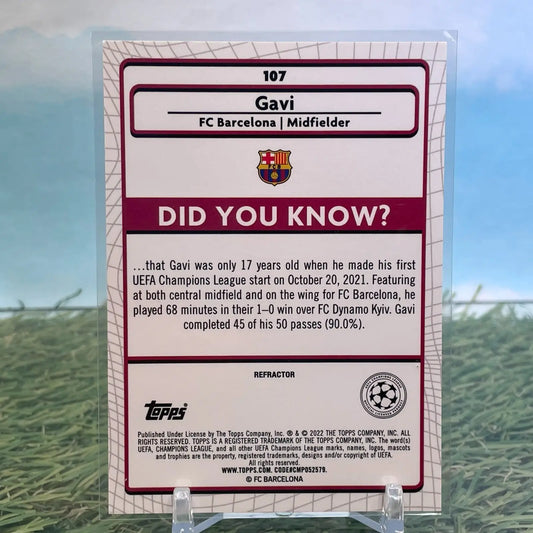 107
Gavi
FC Barcelona | Midfielder
FCB
DID YOU KNOW?
...that Gavi was only 17 years old when he made his first
UEFA Champions League start on October 20, 2021. Featuring
at both central midfield and on the wing for FC Barcelona, he
played 68 minutes in their 1–0 win over FC Dynamo Kyiv. Gavi
completed 45 of his 50 passes (90.0%).
REFRACTOR
Topps
Published Under License by The Topps Company, Inc. ® & © 2022 THE TOPPS COMPANY, INC. ALL
RIGHTS RESERVED. TOPPS IS A REGISTERED TRADEMARK OF THE TOPPS COMPANY, INC. The word(s)
UEFA, CHAMPIONS LEAGUE, and all other UEFA Champions League marks, names, logos, mascots
and trophies are the property, registered trademarks, designs and/or copyright of UEFA.
All rights reserved.
WWW.TOPPS.COM. CODE#CMP052579.
© FC BARCELONA